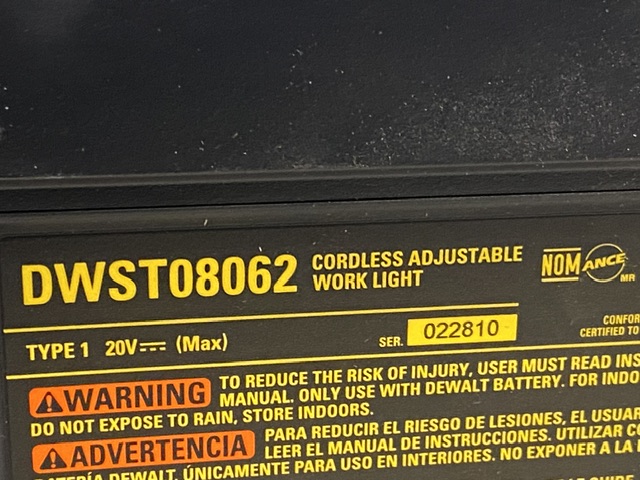 DWST08062 CORDLESS ADJUSTABLE
WORK LIGHT
NOM ANCE MR
TYPE 1 20V⎓ (Max)
SER. 022810
CONFOR
CERTIFIED TO
⚠WARNING TO REDUCE THE RISK OF INJURY, USER MUST READ INS
MANUAL. ONLY USE WITH DEWALT BATTERY. FOR INDO
DO NOT EXPOSE TO RAIN, STORE INDOORS.
⚠ADVERTENCIA PARA REDUCIR EL RIESGO DE LESIONES, EL USUAR
LEER EL MANUAL DE INSTRUCCIONES. UTILIZAR CO
BATERÍA DEWALT. ÚNICAMENTE PARA USO EN INTERIORES. NO EXPONER A LA